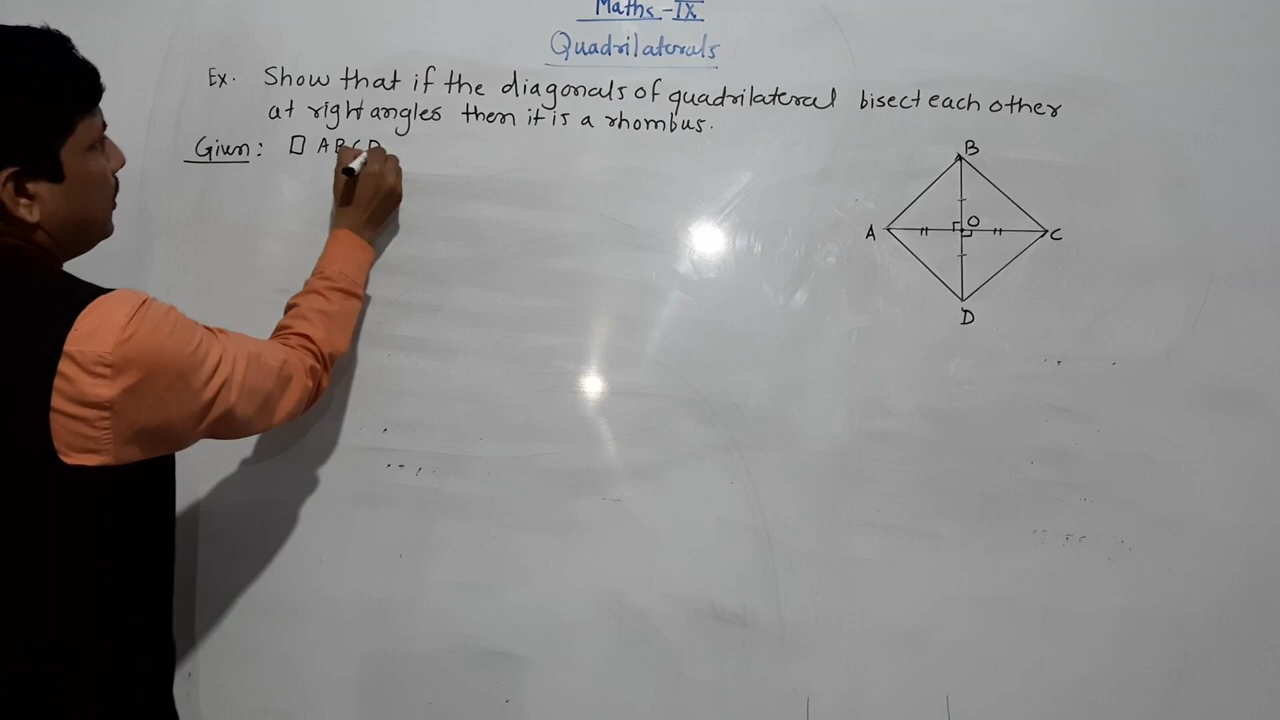 Maths - IX
Quadrilaterals
Ex. Show that if the diagonals of quadrilateral bisect each other
at right angles then it is a rhombus.
Given: □ ABCD
B
A
O
C
D